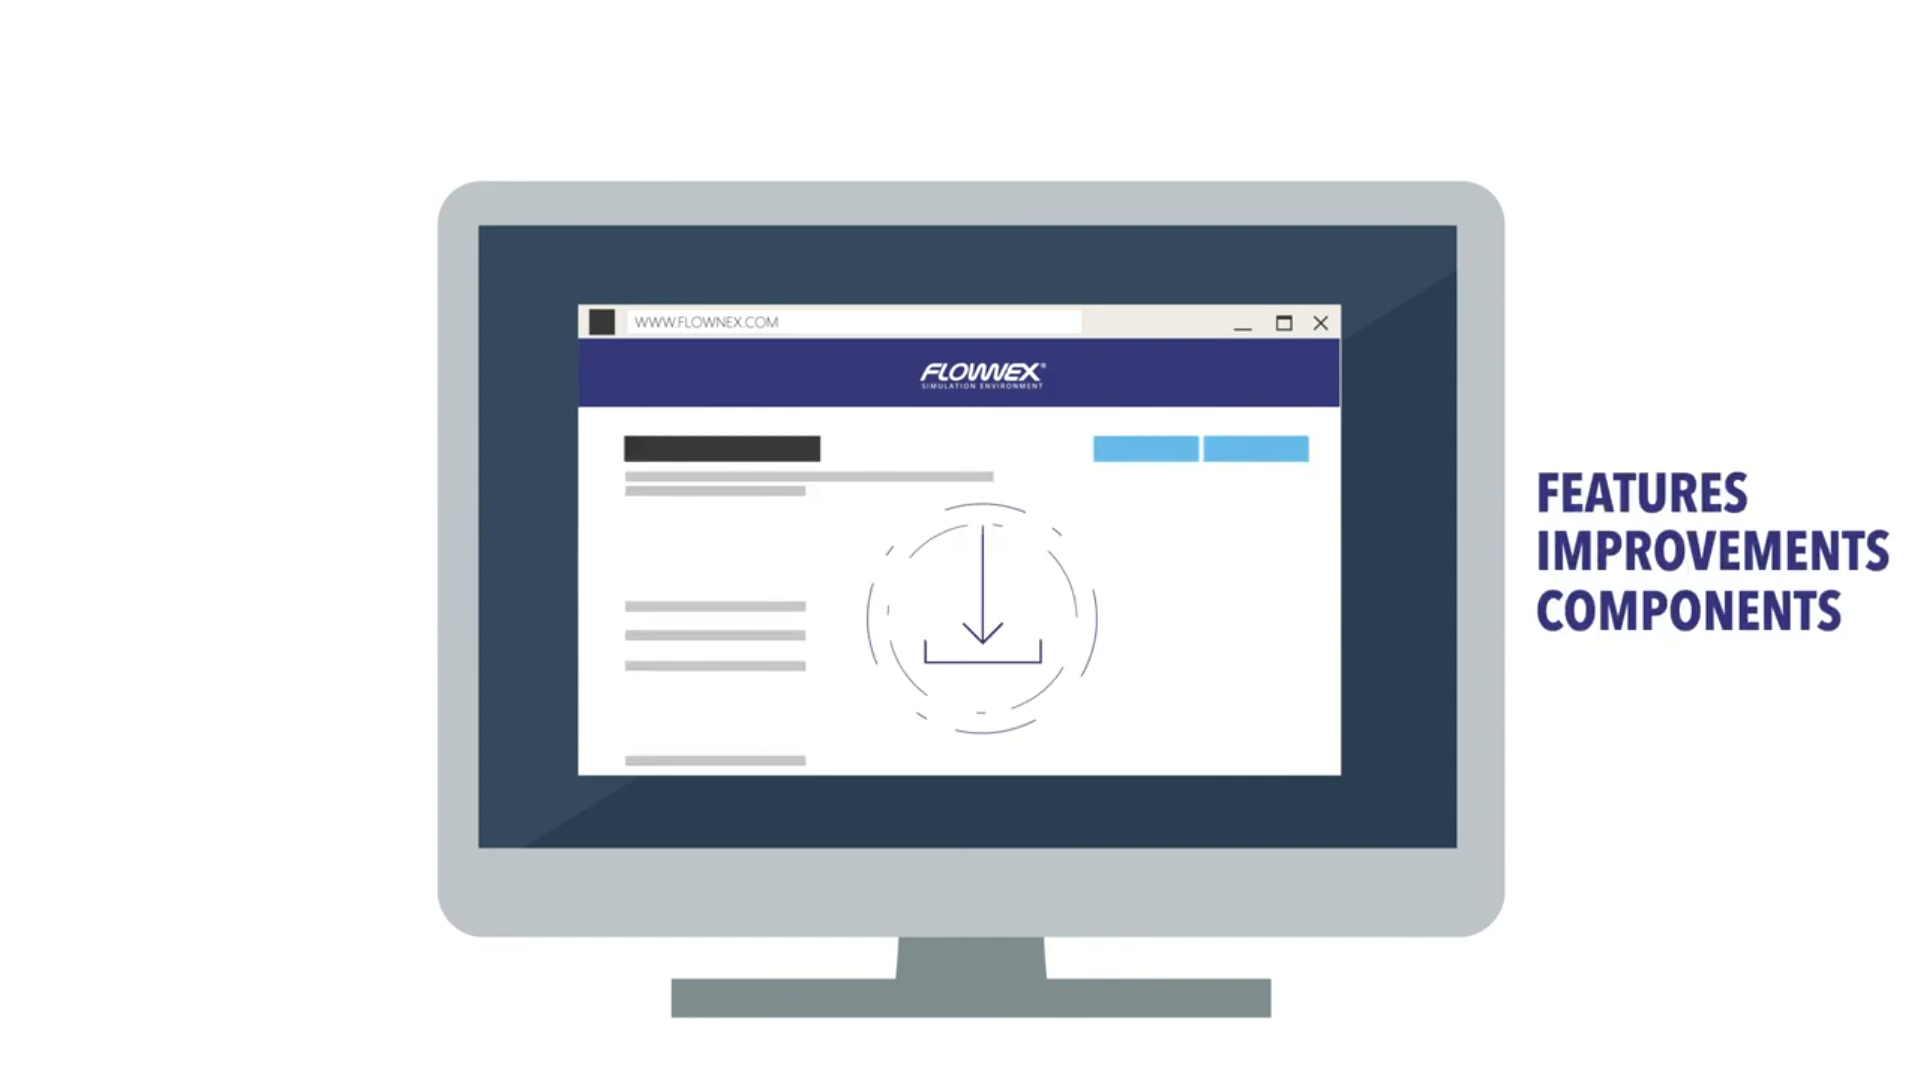 WWW.FLOWNEX.COM
FLOWNEX®
SIMULATION ENVIRONMENT
FEATURES
IMPROVEMENTS
COMPONENTS